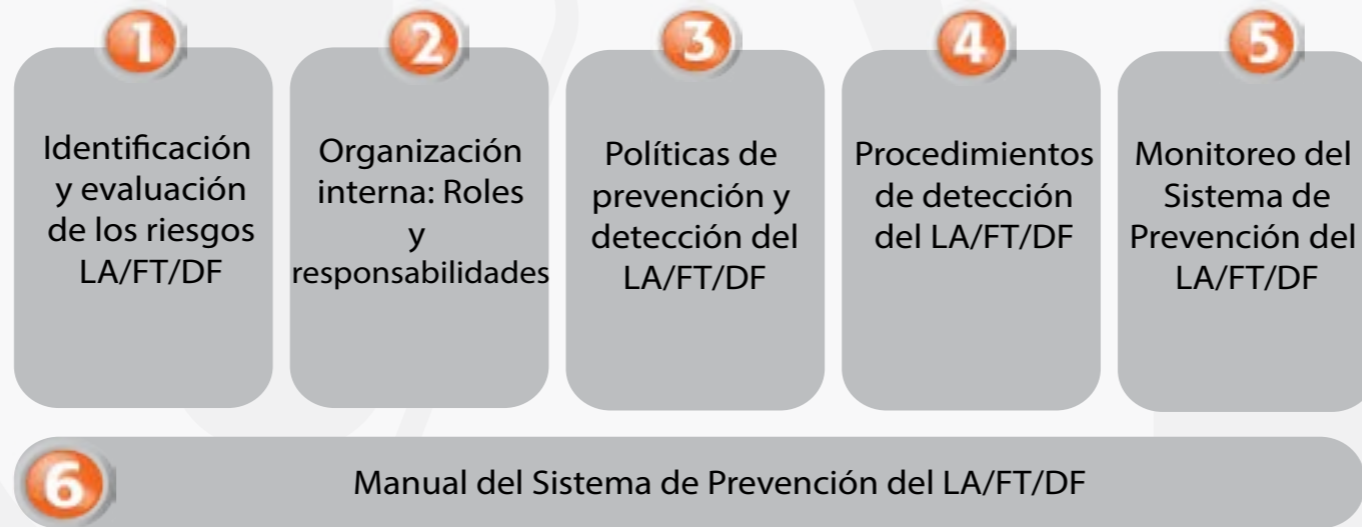 1
Identificación
y evaluación
de los riesgos
LA/FT/DF
2
Organización
interna: Roles
y
responsabilidades
3
Políticas de
prevención y
detección del
LA/FT/DF
4
Procedimientos
de detección
del LA/FT/DF
5
Monitoreo del
Sistema de
Prevención del
LA/FT/DF
6
Manual del Sistema de Prevención del LA/FT/DF